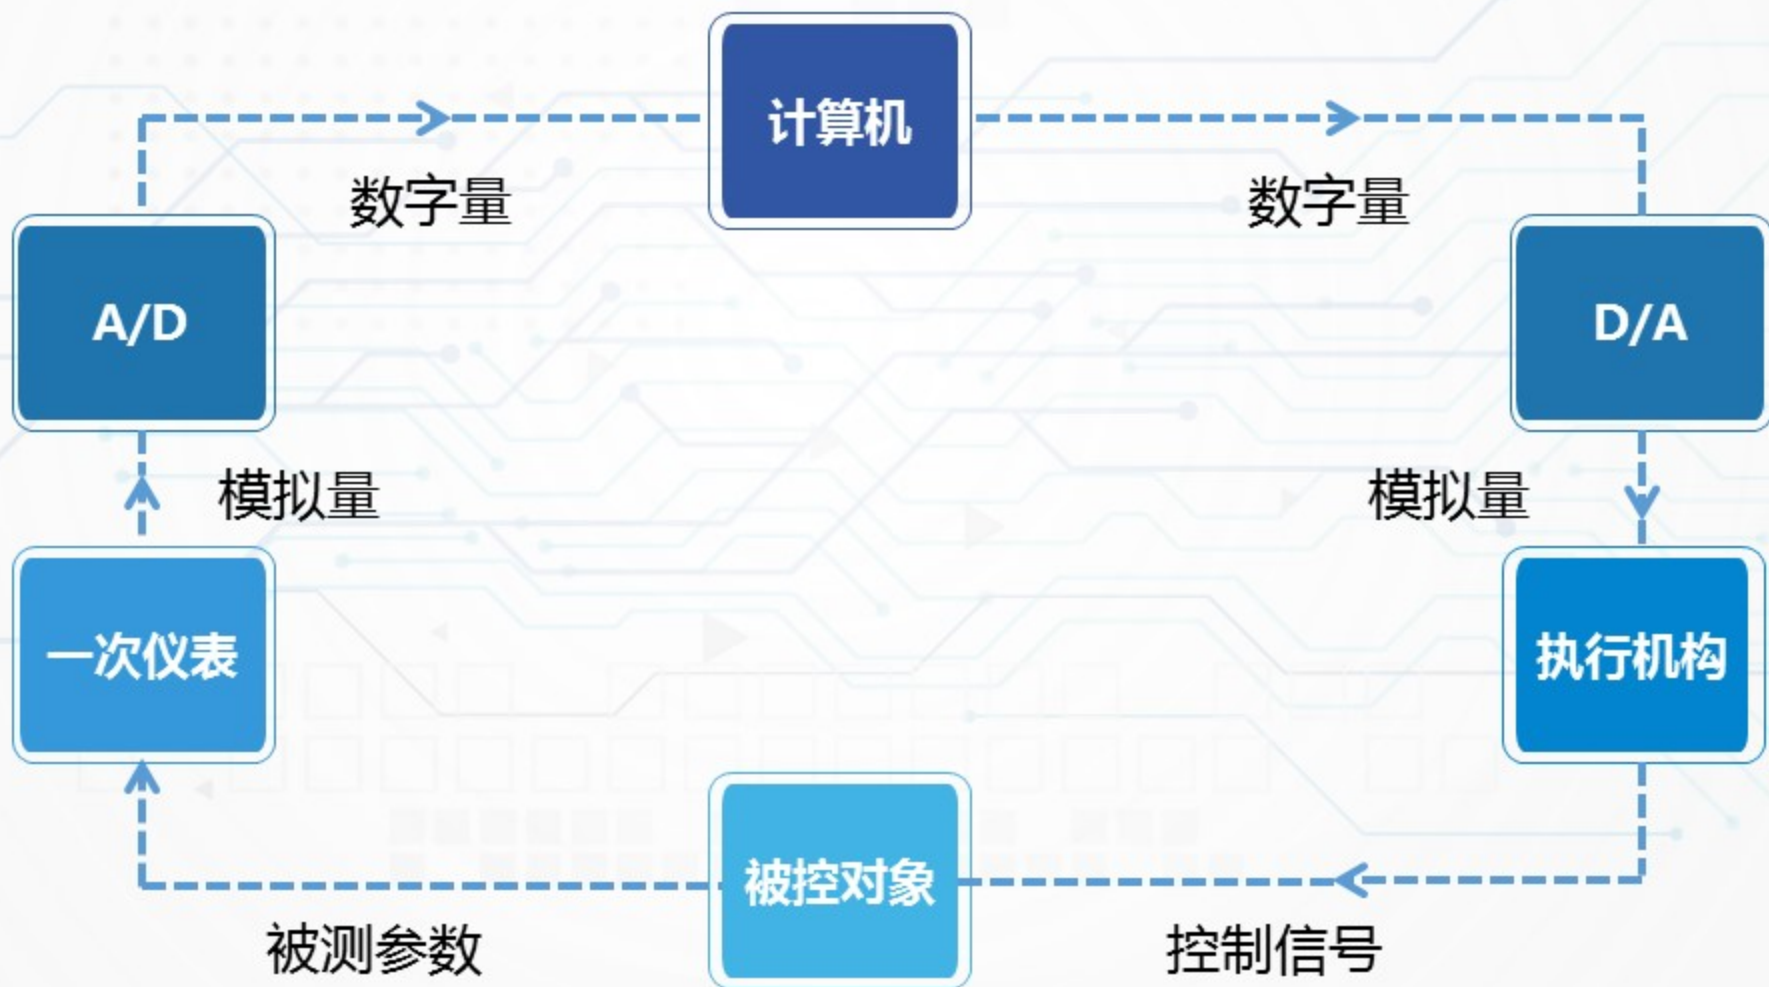 计算机
数字量
数字量
A/D
D/A
模拟量
模拟量
一次仪表
执行机构
被控对象
被测参数
控制信号